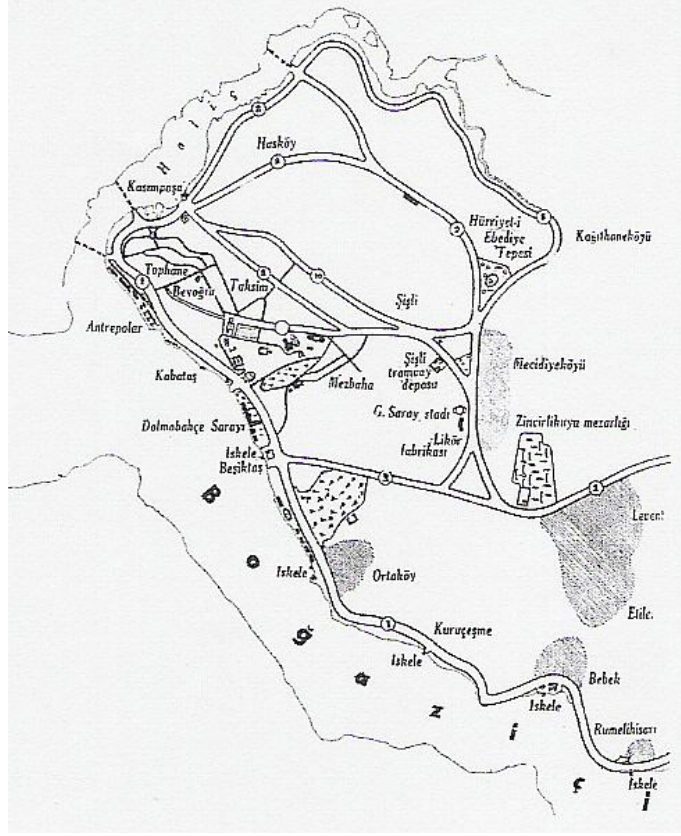 Haliç
Hasköy
Kasımpaşa
Hürriyet-i
Ebediye
Tepesi
Kağıthaneköyü
Tophane
Beyoğlu
Taksim
Şişli
Antrepolar
Kabataş
Mezbaha
Şişli
tramvay
deposu
Mecidiyeköyü
G. Saray stadı
Likör
fabrikası
Zincirlikuyu mezarlığı
Dolmabahçe Sarayı
İskele
Beşiktaş
Levent
Etiler
İskele
Ortaköy
Kuruçeşme
İskele
Bebek
İskele
Rumelihisarı
İskele
Boğaziçi